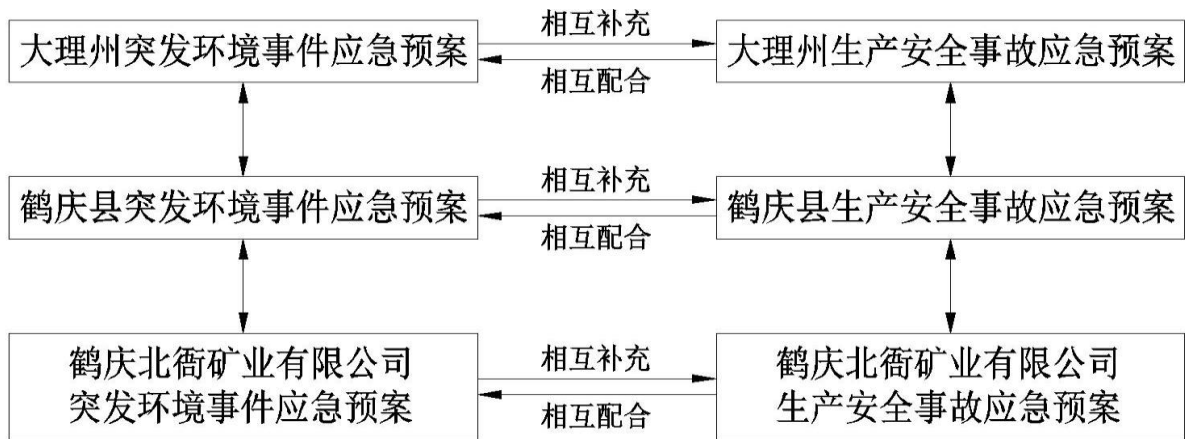 大理州突发环境事件应急预案
相互补充
相互配合
大理州生产安全事故应急预案
鹤庆县突发环境事件应急预案
相互补充
相互配合
鹤庆县生产安全事故应急预案
鹤庆北衙矿业有限公司
突发环境事件应急预案
相互补充
相互配合
鹤庆北衙矿业有限公司
生产安全事故应急预案